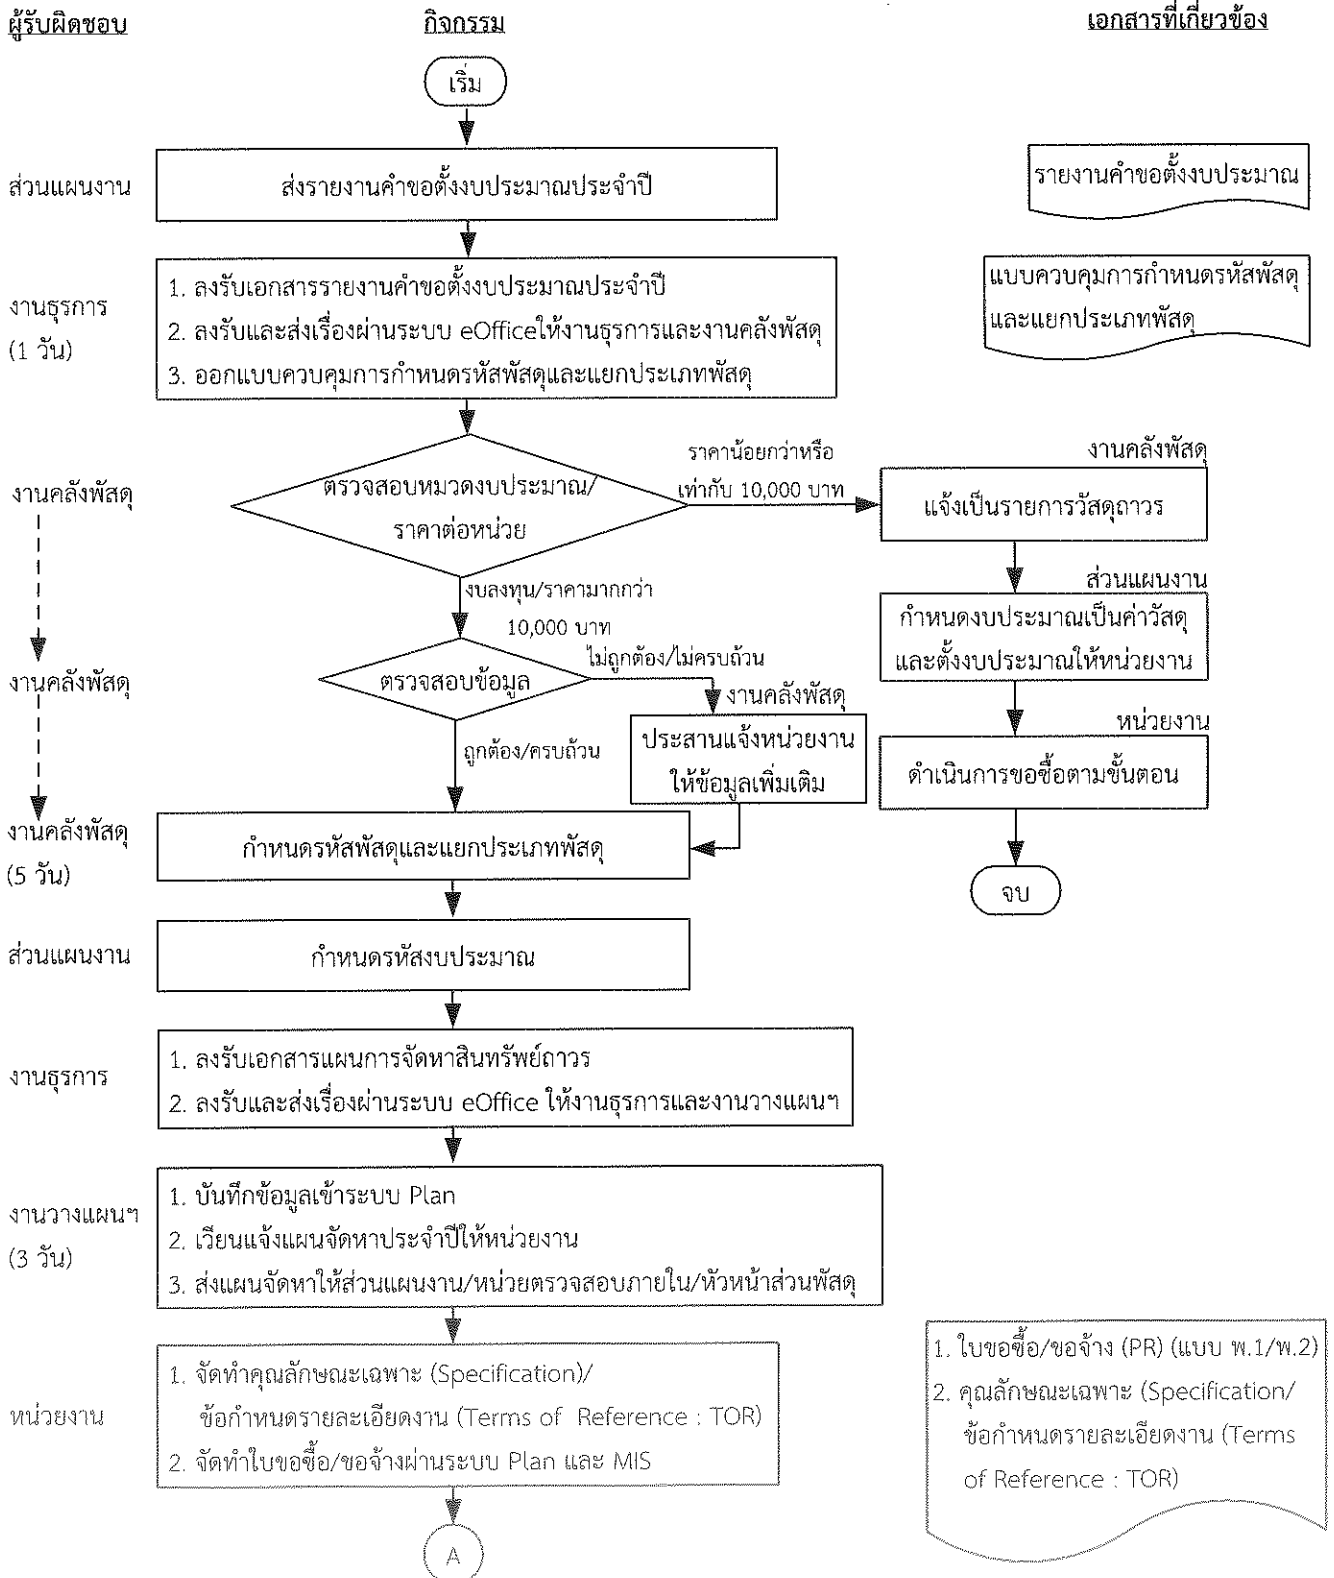 ผู้รับผิดชอบ
กิจกรรม
เอกสารที่เกี่ยวข้อง
เริ่ม
ส่วนแผนงาน
ส่งรายงานคำขอตั้งงบประมาณประจำปี
รายงานคำขอตั้งงบประมาณ
งานธุรการ
(1 วัน)
1. ลงรับเอกสารรายงานคำขอตั้งงบประมาณประจำปี
2. ลงรับและส่งเรื่องผ่านระบบ eOfficeให้งานธุรการและงานคลังพัสดุ
3. ออกแบบควบคุมการกำหนดรหัสพัสดุและแยกประเภทพัสดุ
แบบควบคุมการกำหนดรหัสพัสดุ
และแยกประเภทพัสดุ
งานคลังพัสดุ
ตรวจสอบหมวดงบประมาณ/
ราคาต่อหน่วย
ราคาน้อยกว่าหรือ
เท่ากับ 10,000 บาท
งานคลังพัสดุ
แจ้งเป็นรายการวัสดุถาวร
งบลงทุน/ราคามากกว่า
10,000 บาท
ส่วนแผนงาน
กำหนดงบประมาณเป็นค่าวัสดุ
และตั้งงบประมาณให้หน่วยงาน
งานคลังพัสดุ
ตรวจสอบข้อมูล
ไม่ถูกต้อง/ไม่ครบถ้วน
งานคลังพัสดุ
ประสานแจ้งหน่วยงาน
ให้ข้อมูลเพิ่มเติม
หน่วยงาน
ดำเนินการขอซื้อตามขั้นตอน
ถูกต้อง/ครบถ้วน
งานคลังพัสดุ
(5 วัน)
กำหนดรหัสพัสดุและแยกประเภทพัสดุ
จบ
ส่วนแผนงาน
กำหนดรหัสงบประมาณ
งานธุรการ
1. ลงรับเอกสารแผนการจัดหาสินทรัพย์ถาวร
2. ลงรับและส่งเรื่องผ่านระบบ eOffice ให้งานธุรการและงานวางแผนฯ
งานวางแผนฯ
(3 วัน)
1. บันทึกข้อมูลเข้าระบบ Plan
2. เวียนแจ้งแผนจัดหาประจำปีให้หน่วยงาน
3. ส่งแผนจัดหาให้ส่วนแผนงาน/หน่วยตรวจสอบภายใน/หัวหน้าส่วนพัสดุ
หน่วยงาน
1. จัดทำคุณลักษณะเฉพาะ (Specification)/
ข้อกำหนดรายละเอียดงาน (Terms of Reference : TOR)
2. จัดทำใบขอซื้อ/ขอจ้างผ่านระบบ Plan และ MIS
1. ใบขอซื้อ/ขอจ้าง (PR) (แบบ พ.1/พ.2)
2. คุณลักษณะเฉพาะ (Specification/
ข้อกำหนดรายละเอียดงาน (Terms
of Reference : TOR)
A